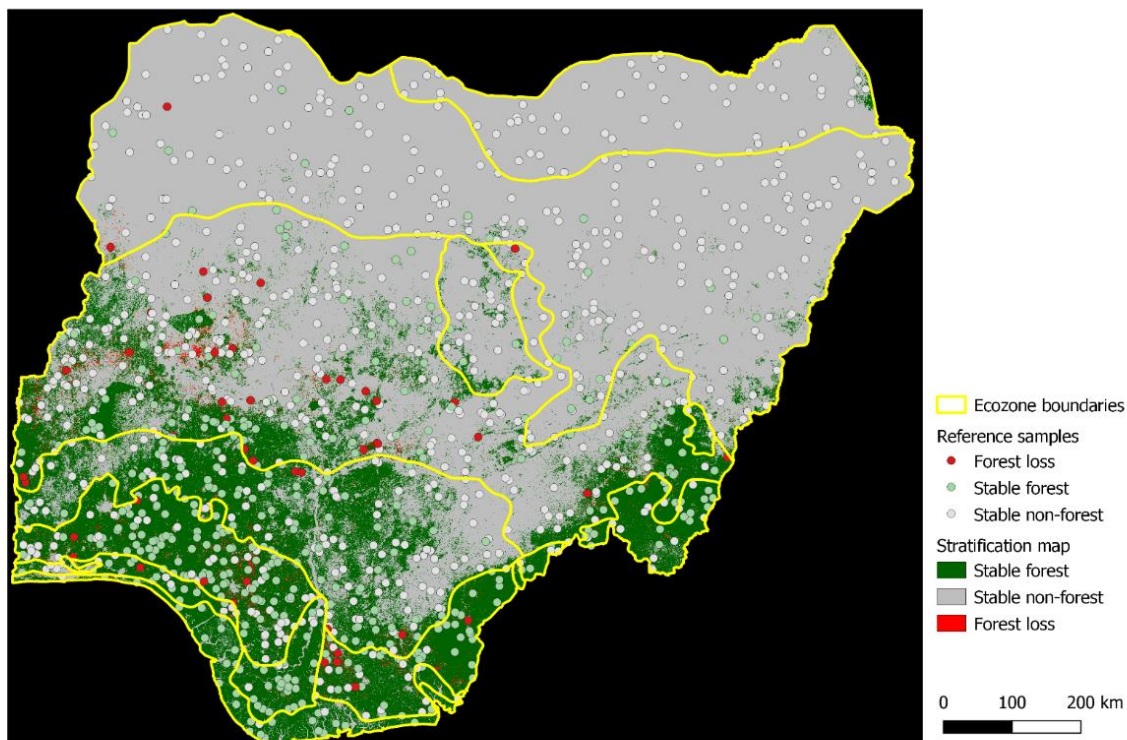 Ecozone boundaries
Reference samples
Forest loss
Stable forest
Stable non-forest
Stratification map
Stable forest
Stable non-forest
Forest loss
0 100 200 km